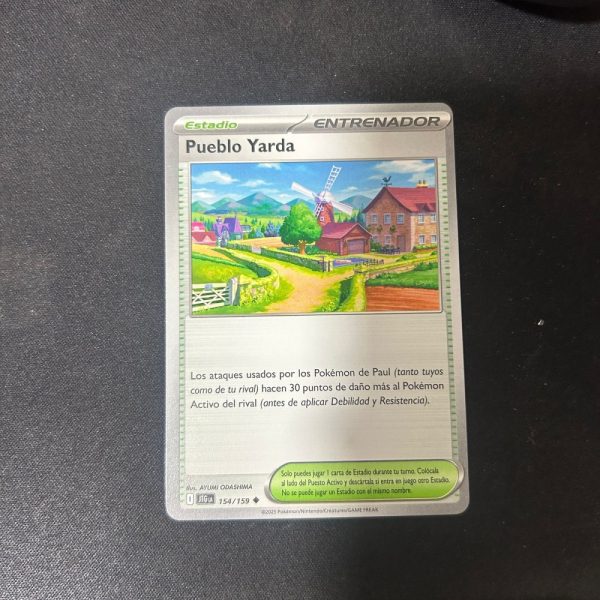 Estadio ENTRENADOR
Pueblo Yarda
Los ataques usados por los Pokémon de Paul (tanto tuyos
como de tu rival) hacen 30 puntos de daño más al Pokémon
Activo del rival (antes de aplicar Debilidad y Resistencia).
Solo puedes jugar 1 carta de Estadio durante tu turno. Colócala
al lado del Puesto Activo y descártala si entra en juego otro Estadio.
No se puede jugar un Estadio con el mismo nombre.
Ilus. AYUMI ODASHIMA
JTG 154/159
©2025 Pokémon/Nintendo/Creatures/GAME FREAK